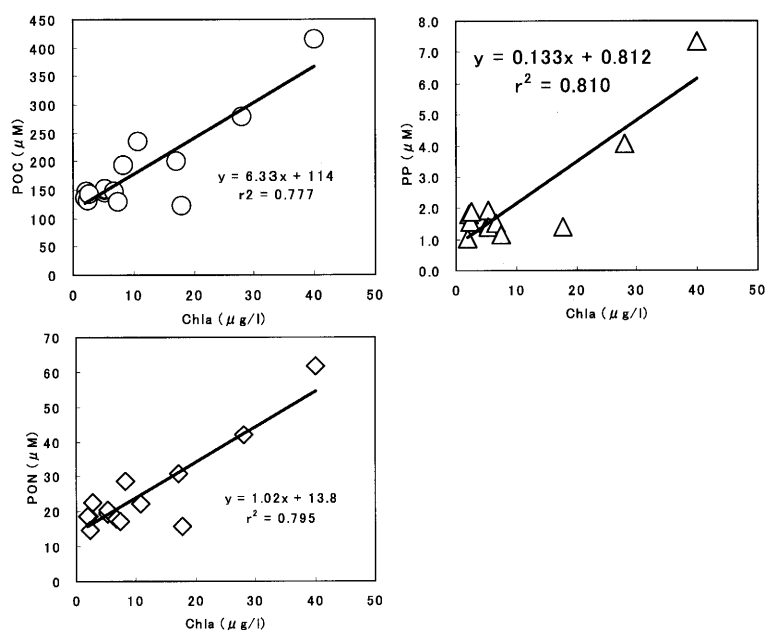 450
400
350
300
250
200
150
100
50
0
POC (μM)
y = 6.33x + 114
r2 = 0.777
0 10 20 30 40 50
Chla (μg/l)
8.0
7.0
6.0
5.0
4.0
3.0
2.0
1.0
0.0
PP (μM)
y = 0.133x + 0.812
r² = 0.810
0 10 20 30 40 50
Chla (μg/l)
70
60
50
40
30
20
10
0
PON (μM)
y = 1.02x + 13.8
r² = 0.795
0 10 20 30 40 50
Chla (μg/l)